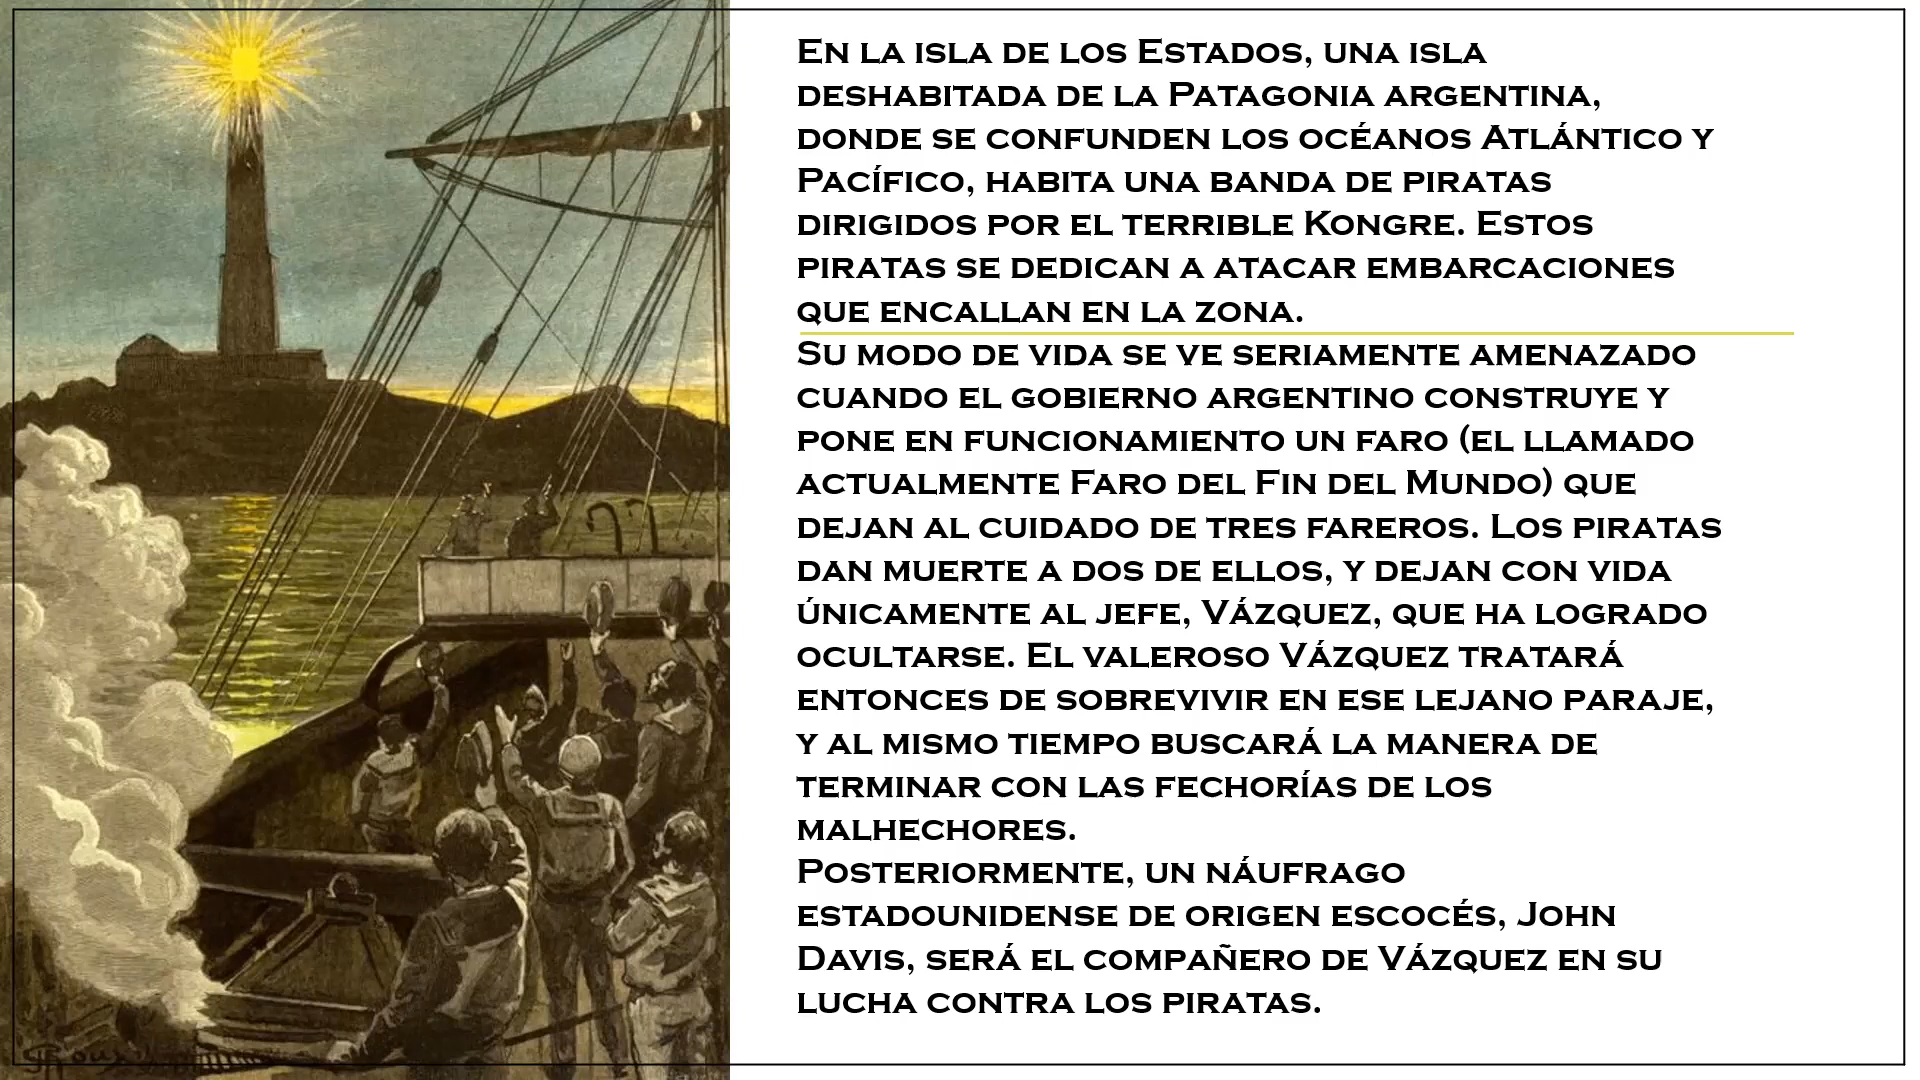 En la isla de los Estados, una isla
deshabitada de la Patagonia argentina,
donde se confunden los océanos Atlántico y
Pacífico, habita una banda de piratas
dirigidos por el terrible Kongre. Estos
piratas se dedican a atacar embarcaciones
que encallan en la zona.
Su modo de vida se ve seriamente amenazado
cuando el gobierno argentino construye y
pone en funcionamiento un faro (el llamado
actualmente Faro del Fin del Mundo) que
dejan al cuidado de tres fareros. Los piratas
dan muerte a dos de ellos, y dejan con vida
únicamente al jefe, Vázquez, que ha logrado
ocultarse. El valeroso Vázquez tratará
entonces de sobrevivir en ese lejano paraje,
y al mismo tiempo buscará la manera de
terminar con las fechorías de los
malhechores.
Posteriormente, un náufrago
estadounidense de origen escocés, John
Davis, será el compañero de Vázquez en su
lucha contra los piratas.